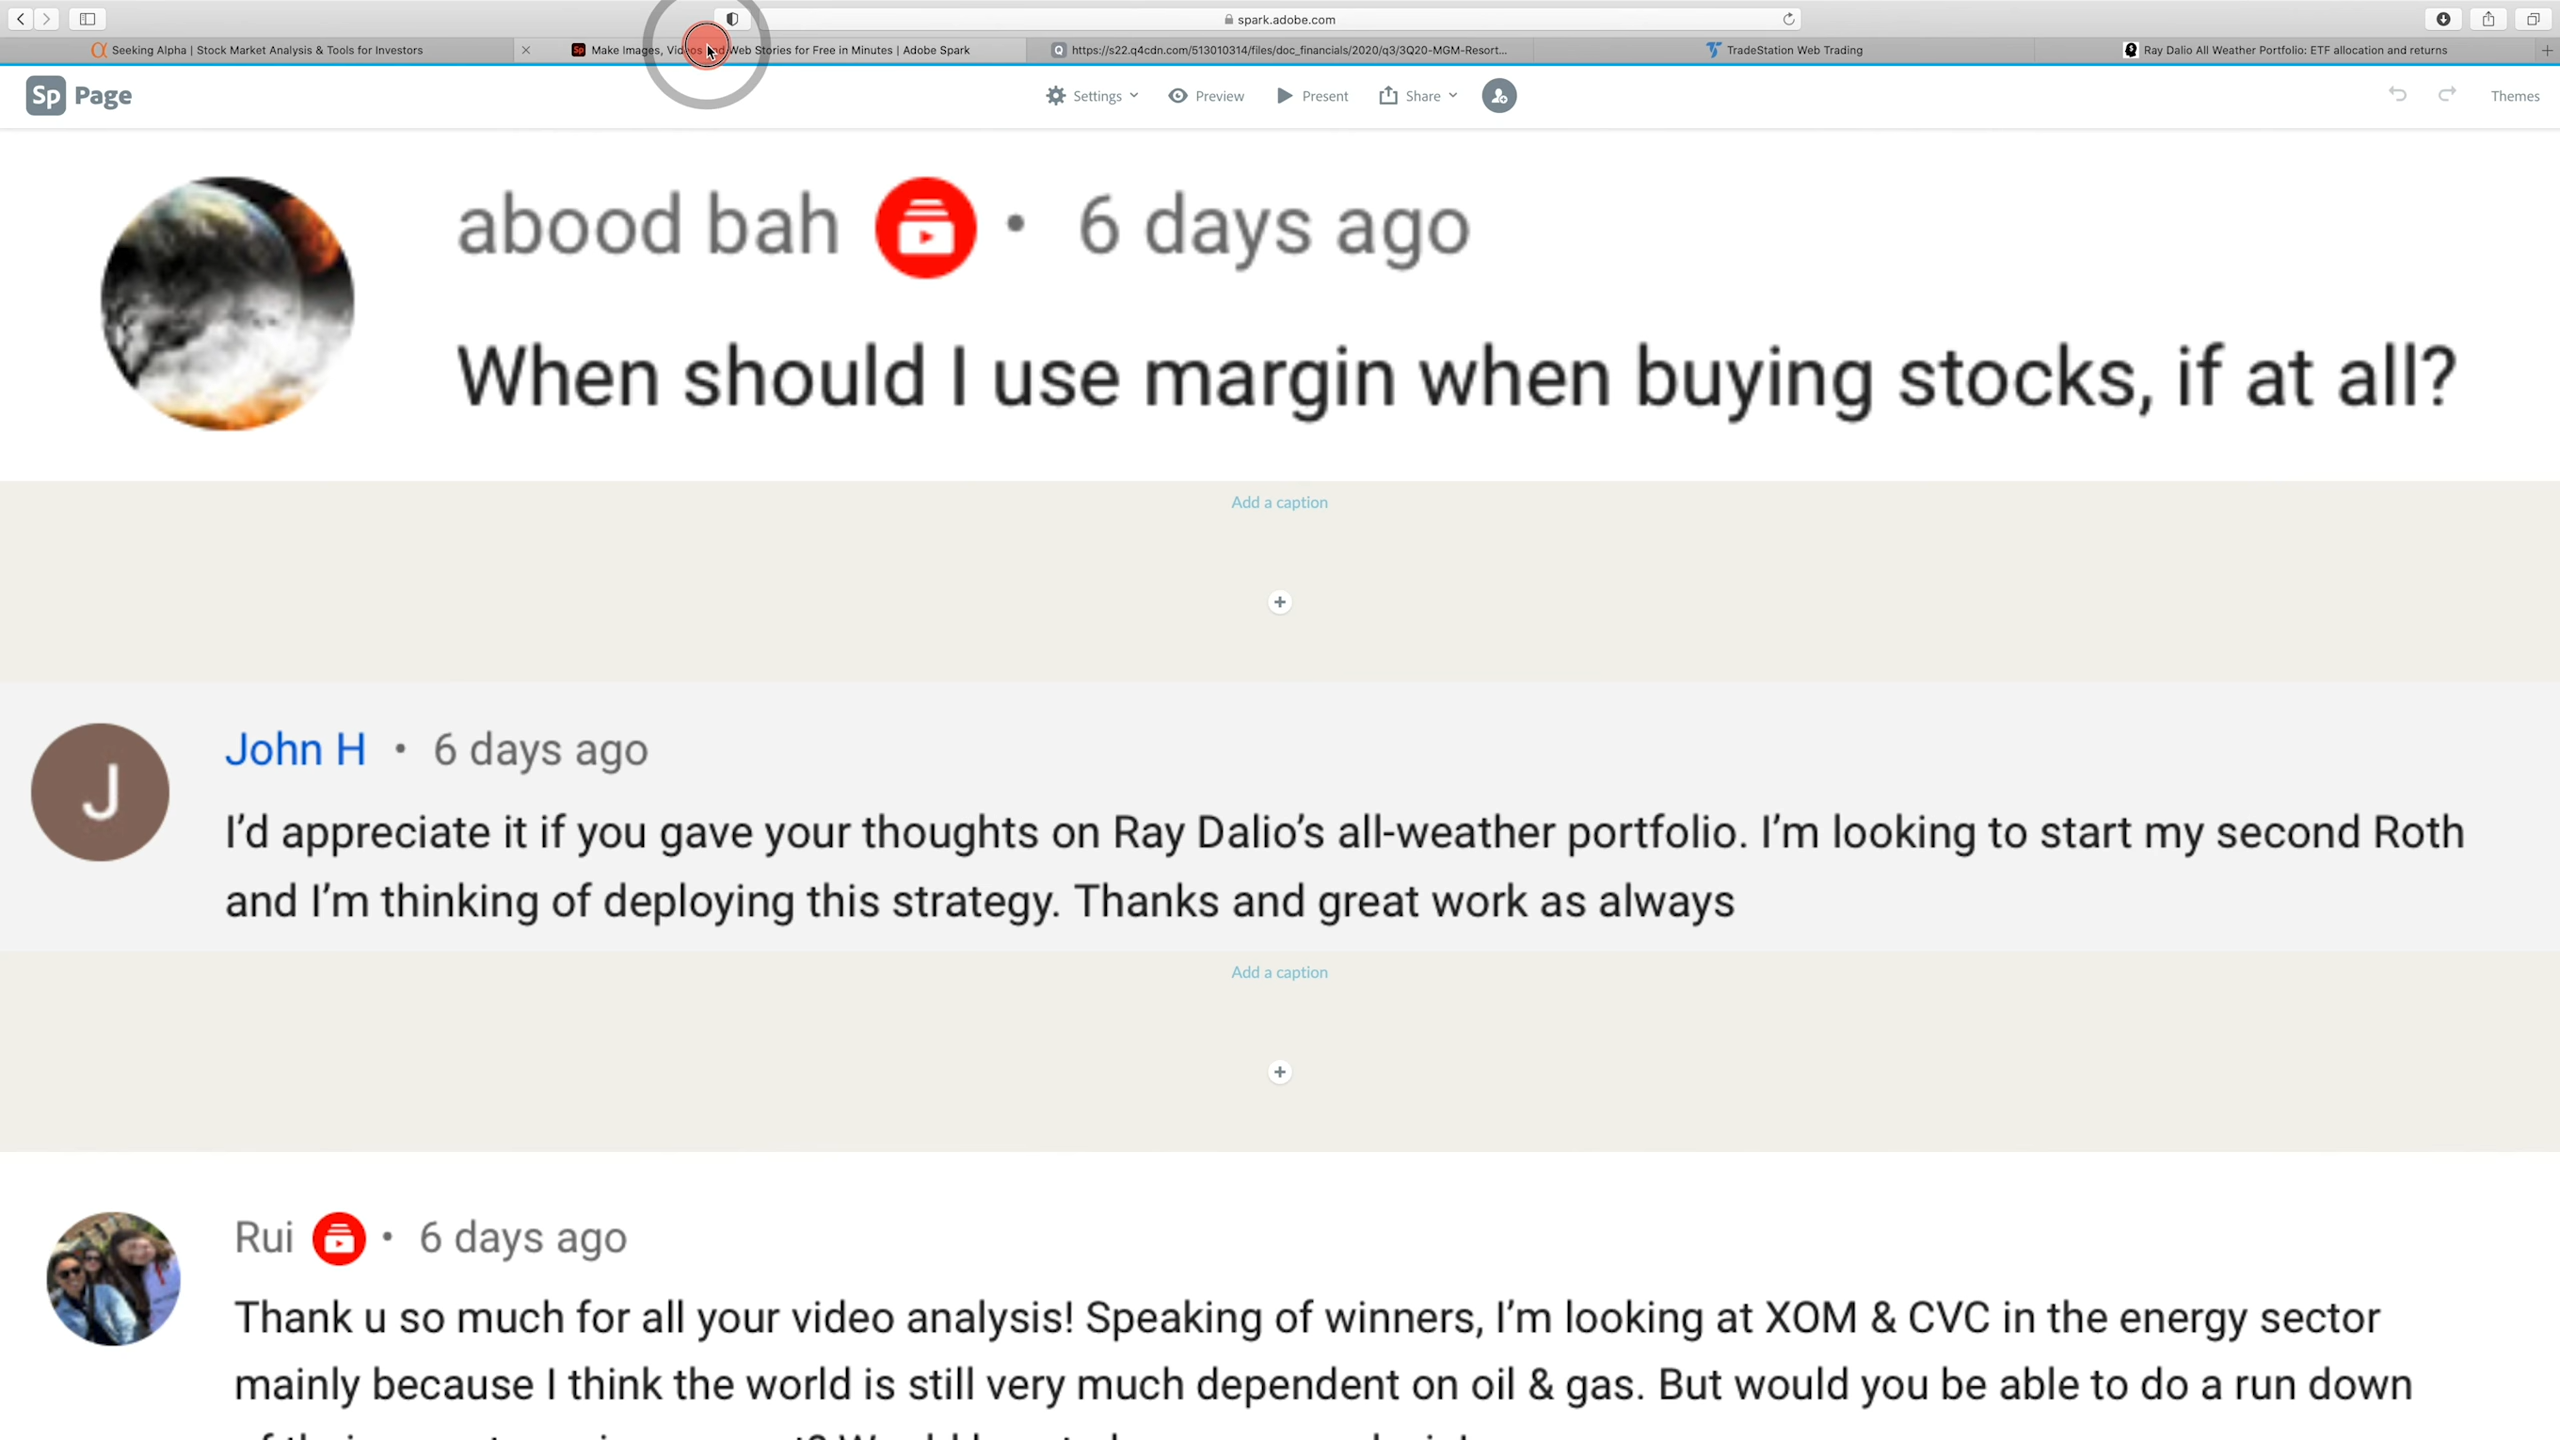 spark.adobe.com
Seeking Alpha | Stock Market Analysis & Tools for Investors
Sp Make Images, Videos and Web Stories for Free in Minutes | Adobe Spark
Q https://s22.q4cdn.com/513010314/files/doc_financials/2020/q3/3Q20-MGM-Resort...
TradeStation Web Trading
Ray Dalio All Weather Portfolio: ETF allocation and returns
Sp Page
Settings
Preview
Present
Share
Themes
abood bah • 6 days ago
When should I use margin when buying stocks, if at all?
Add a caption
J
John H • 6 days ago
I'd appreciate it if you gave your thoughts on Ray Dalio's all-weather portfolio. I'm looking to start my second Roth
and I'm thinking of deploying this strategy. Thanks and great work as always
Add a caption
Rui • 6 days ago
Thank u so much for all your video analysis! Speaking of winners, I'm looking at XOM & CVC in the energy sector
mainly because I think the world is still very much dependent on oil & gas. But would you be able to do a run down